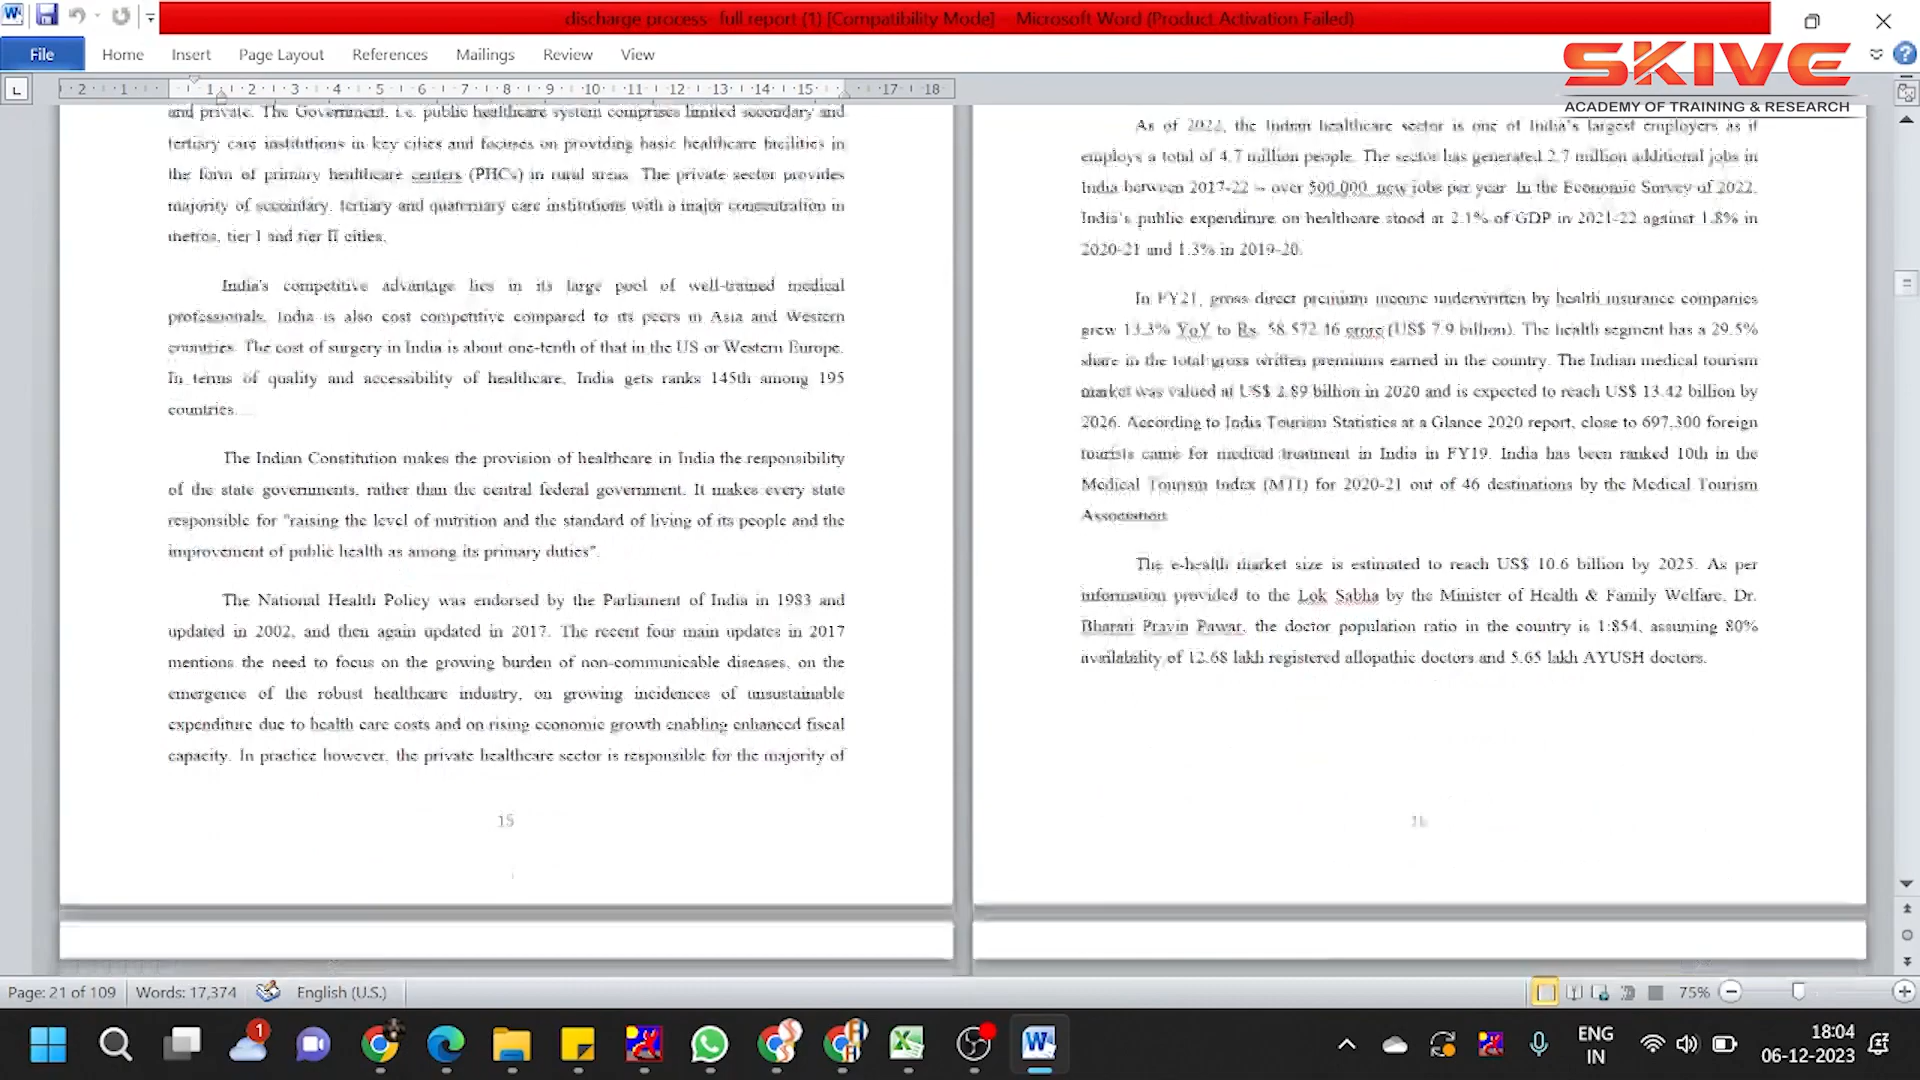 discharge process full report (1) [Compatibility Mode] - Microsoft Word (Product Activation Failed)
File Home Insert Page Layout References Mailings Review View
SKIVE
ACADEMY OF TRAINING & RESEARCH
2 1 1 2 3 4 5 6 7 8 9 10 11 12 13 14 15 17 18
and private. The Government, i.e. public healthcare system comprises limited secondary and
tertiary care institutions in key cities and focuses on providing basic healthcare facilities in
the form of primary healthcare centers (PHCs) in rural areas. The private sector provides
majority of secondary, tertiary and quaternary care institutions with a major concentration in
metros, tier I and tier II cities.
India's competitive advantage lies in its large pool of well-trained medical
professionals. India is also cost competitive compared to its peers in Asia and Western
countries. The cost of surgery in India is about one-tenth of that in the US or Western Europe.
In terms of quality and accessibility of healthcare, India gets ranks 145th among 195
countries.
The Indian Constitution makes the provision of healthcare in India the responsibility
of the state governments, rather than the central federal government. It makes every state
responsible for "raising the level of nutrition and the standard of living of its people and the
improvement of public health as among its primary duties".
The National Health Policy was endorsed by the Parliament of India in 1983 and
updated in 2002, and then again updated in 2017. The recent four main updates in 2017
mentions the need to focus on the growing burden of non-communicable diseases, on the
emergence of the robust healthcare industry, on growing incidences of unsustainable
expenditure due to health care costs and on rising economic growth enabling enhanced fiscal
capacity. In practice however, the private healthcare sector is responsible for the majority of
15
As of 2022, the Indian healthcare sector is one of India's largest employers as it
employs a total of 4.7 million people. The sector has generated 2.7 million additional jobs in
India between 2017-22 -- over 500,000 new jobs per year. In the Economic Survey of 2022,
India's public expenditure on healthcare stood at 2.1% of GDP in 2021-22 against 1.8% in
2020-21 and 1.3% in 2019-20.
In FY21, gross direct premium income underwritten by health insurance companies
grew 13.3% YoY to Rs. 58,572.46 crore (US$ 7.9 billion). The health segment has a 29.5%
share in the total gross written premiums earned in the country. The Indian medical tourism
market was valued at US$ 2.89 billion in 2020 and is expected to reach US$ 13.42 billion by
2026. According to India Tourism Statistics at a Glance 2020 report, close to 697,300 foreign
tourists came for medical treatment in India in FY19. India has been ranked 10th in the
Medical Tourism Index (MTI) for 2020-21 out of 46 destinations by the Medical Tourism
Association.
The e-health market size is estimated to reach US$ 10.6 billion by 2025. As per
information provided to the Lok Sabha by the Minister of Health & Family Welfare, Dr.
Bharati Pravin Pawar, the doctor population ratio in the country is 1:854, assuming 80%
availability of 12.68 lakh registered allopathic doctors and 5.65 lakh AYUSH doctors.
16
Page: 21 of 109 Words: 17,374 English (U.S.) 75%
1
ENG
IN
18:04
06-12-2023